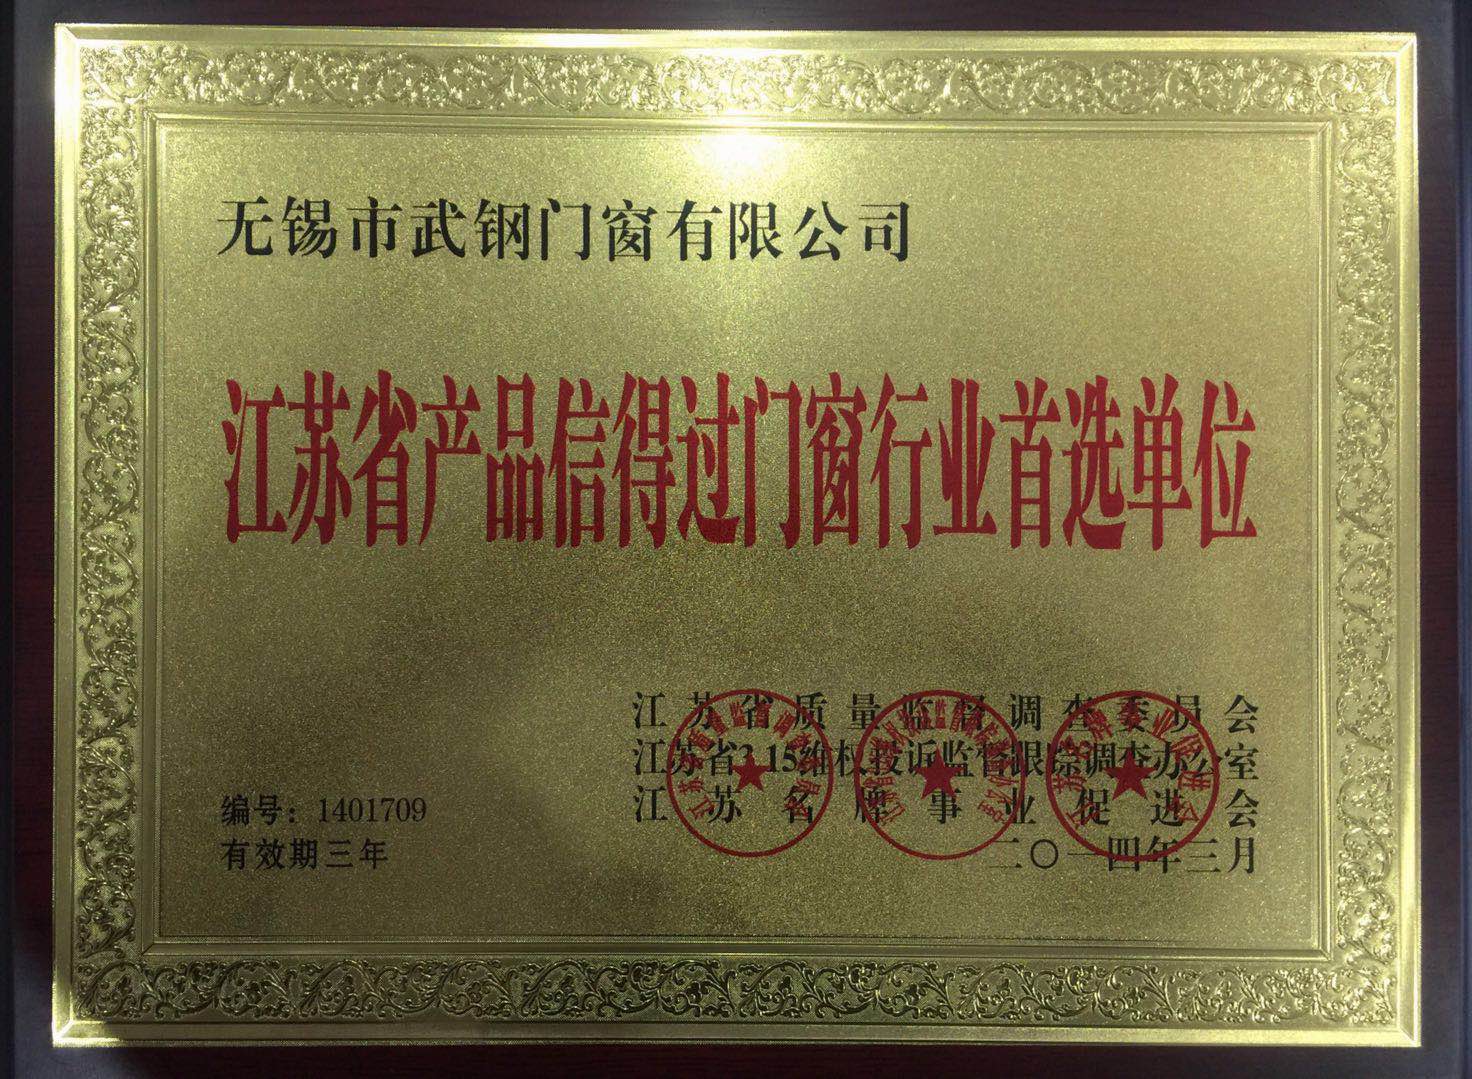 无锡市武钢门窗有限公司
江苏省产品信得过门窗行业首选单位
江苏省质量监督调查委员会
江苏省3.15维权投诉监督跟踪调查办公室
江苏名牌事业促进会
二〇一四年三月
编号：1401709
有效期三年